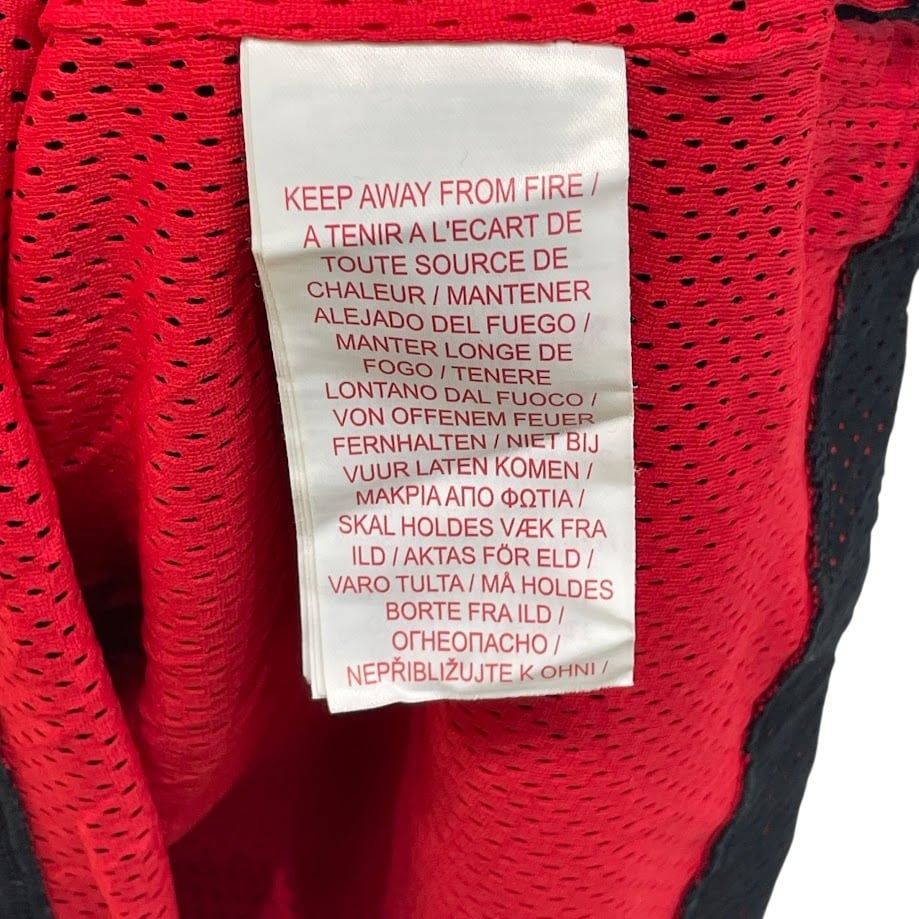 KEEP AWAY FROM FIRE /
A TENIR A L'ECART DE
TOUTE SOURCE DE
CHALEUR / MANTENER
ALEJADO DEL FUEGO /
MANTER LONGE DE
FOGO / TENERE
LONTANO DAL FUOCO /
VON OFFENEM FEUER
FERNHALTEN / NIET BIJ
VUUR LATEN KOMEN /
ΜΑΚΡΙΑ ΑΠΟ ΦΩΤΙΑ /
SKAL HOLDES VÆK FRA
ILD / AKTAS FÖR ELD /
VARO TULTA / MÅ HOLDES
BORTE FRA ILD /
ОГНЕОПАСНО /
NEPŘIBLIŽUJTE K OHNI /